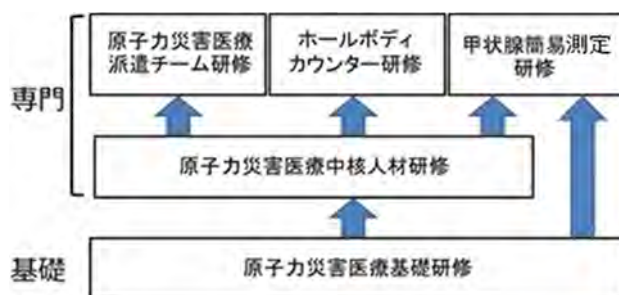 専門
原子力災害医療
派遣チーム研修
ホールボディ
カウンター研修
甲状腺簡易測定
研修
原子力災害医療中核人材研修
基礎
原子力災害医療基礎研修